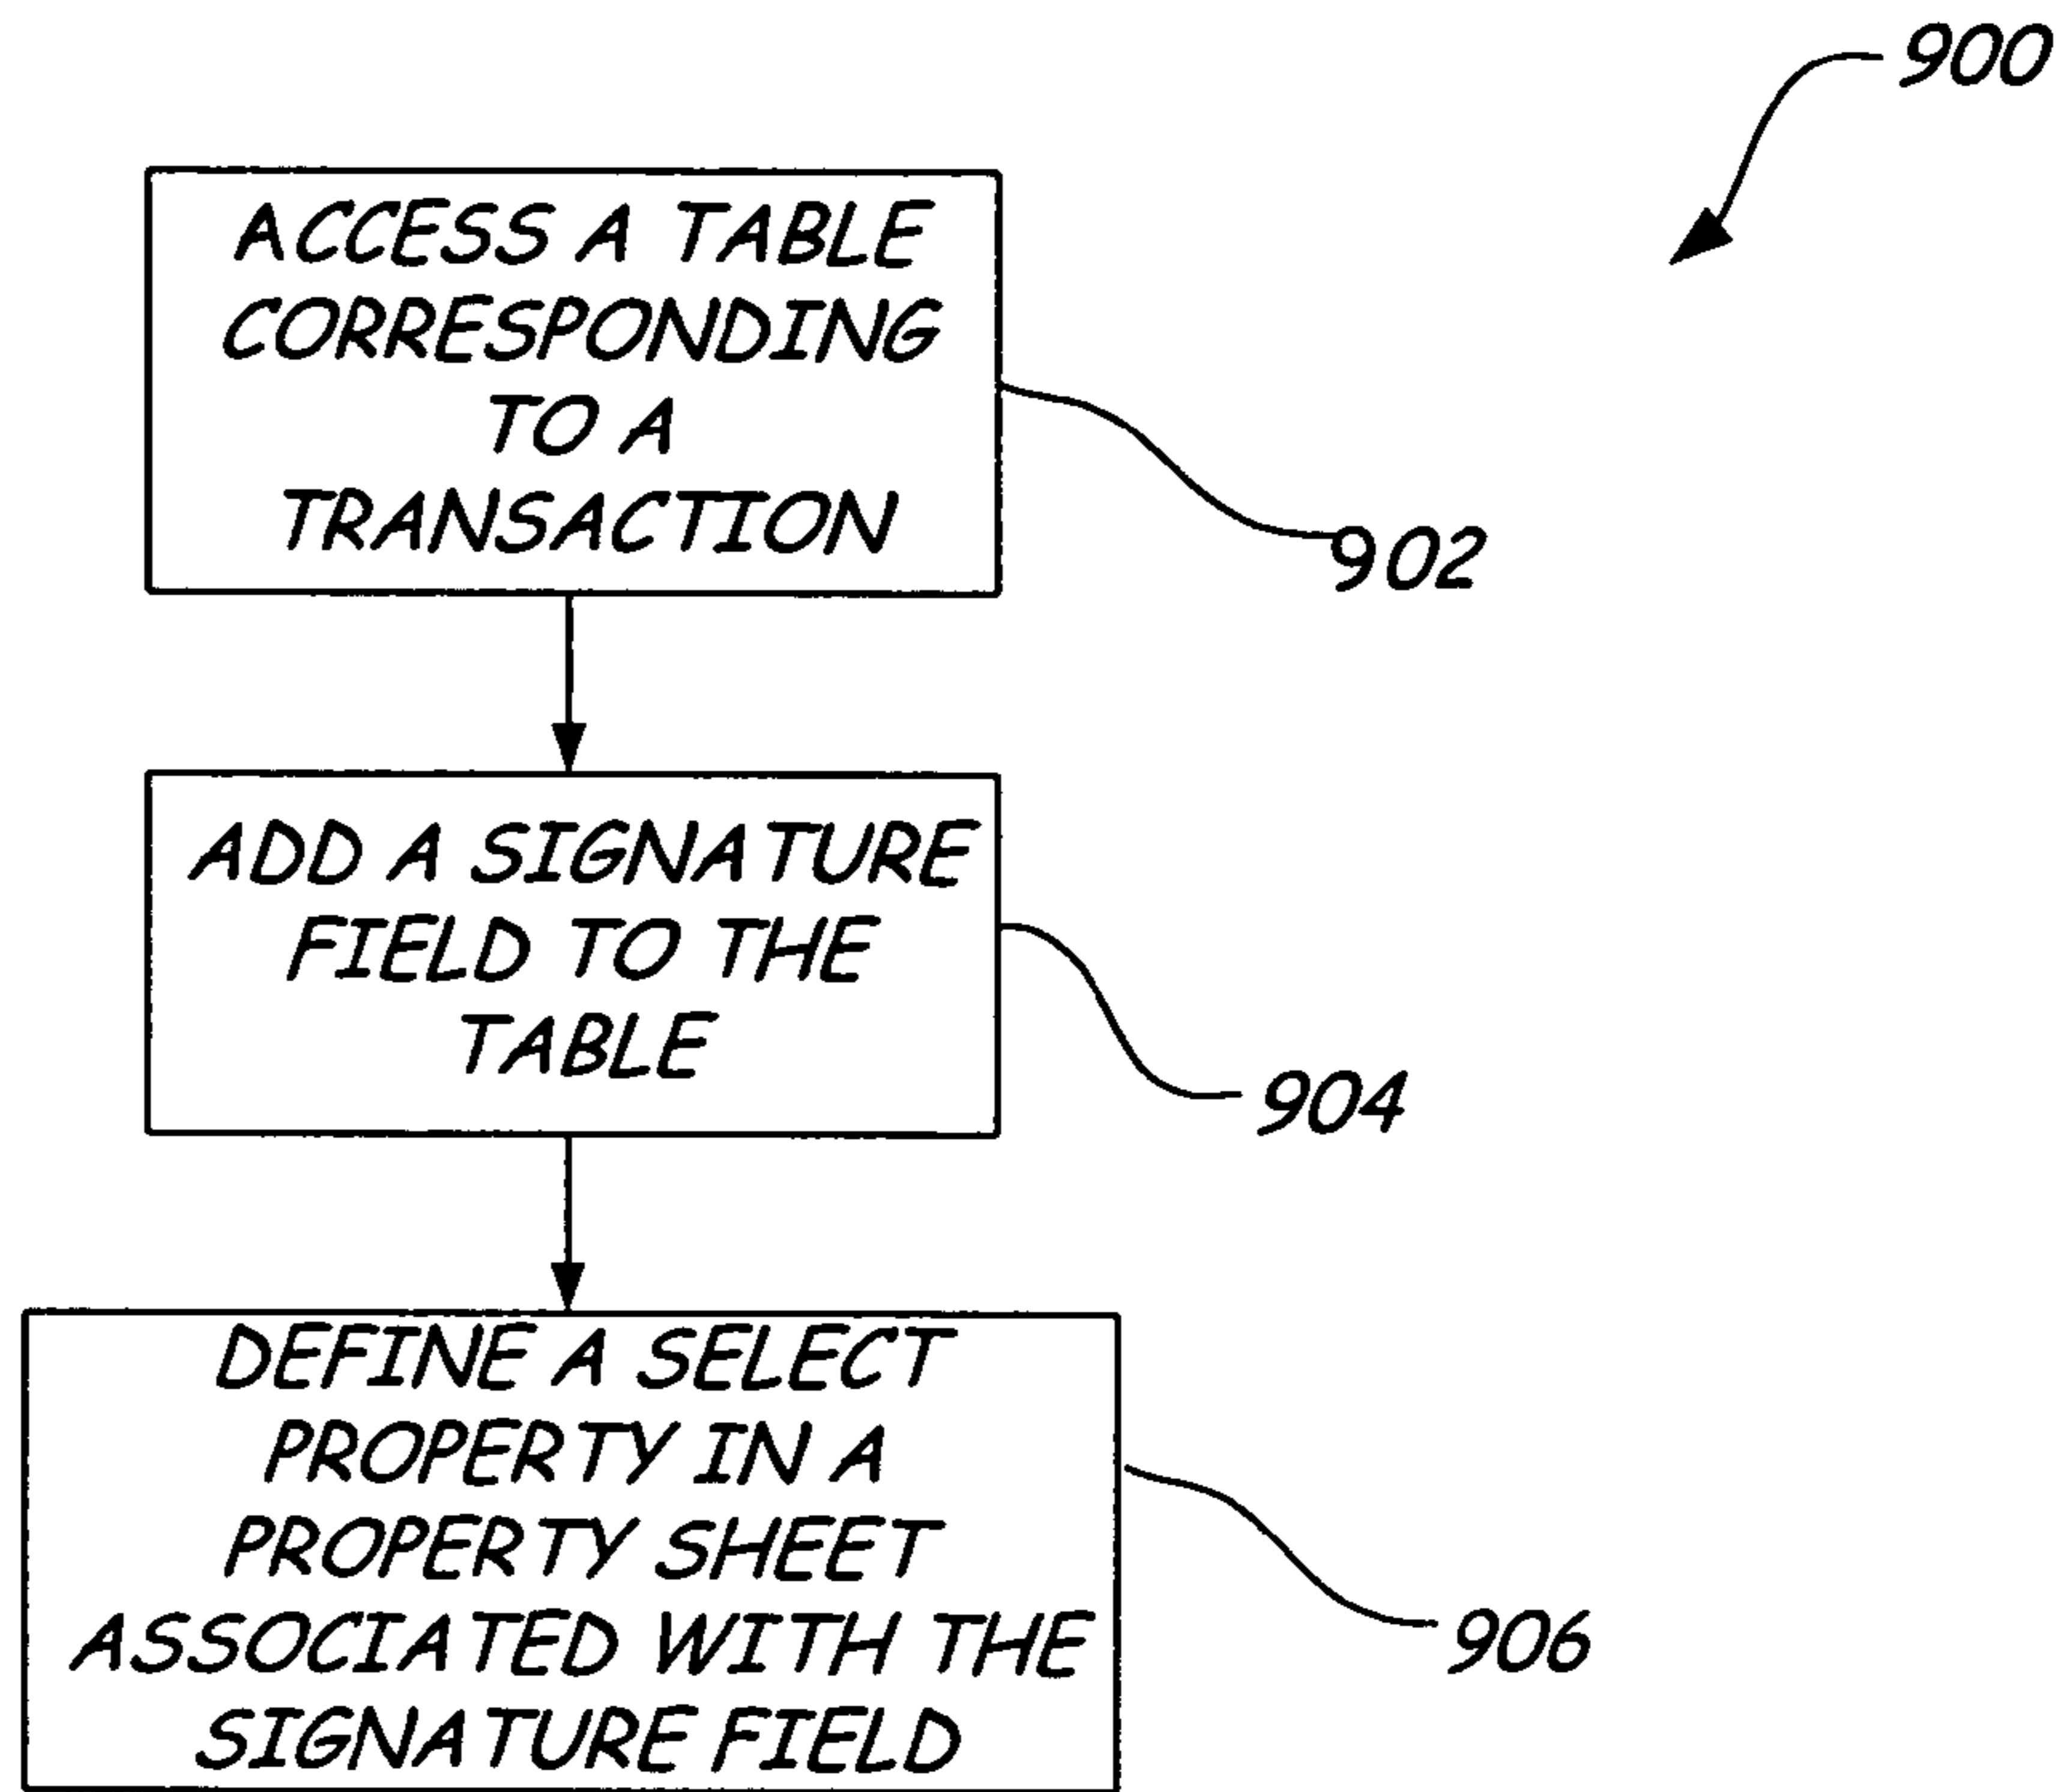 900
ACCESS A TABLE
CORRESPONDING
TO A
TRANSACTION
902
ADD A SIGNATURE
FIELD TO THE
TABLE
904
DEFINE A SELECT
PROPERTY IN A
PROPERTY SHEET
ASSOCIATED WITH THE
SIGNATURE FIELD
906